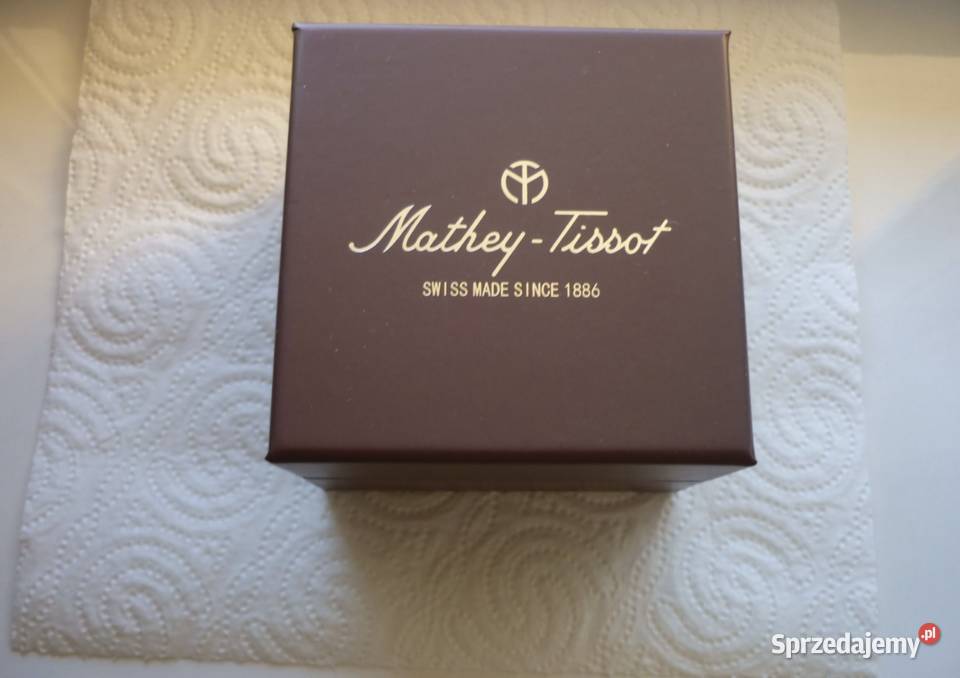 Mathey-Tissot
SWISS MADE SINCE 1886
Sprzedajemy.pl